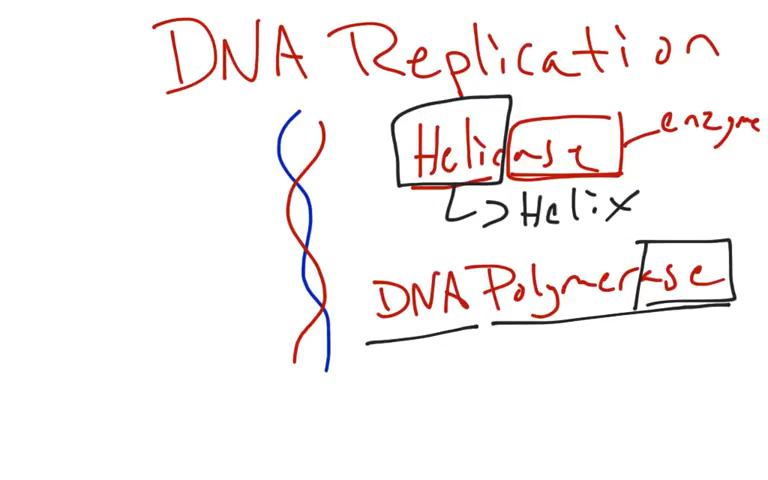 DNA Replication
Helicase enzyme
↳ Helix
DNA Polymerase